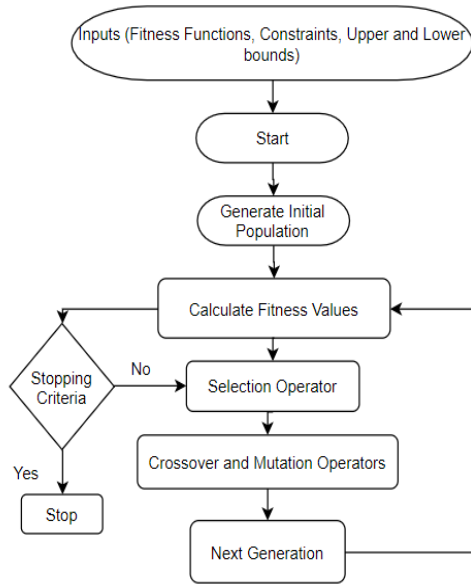 Inputs (Fitness Functions, Constraints, Upper and Lower
bounds)
Start
Generate Initial
Population
Calculate Fitness Values
Stopping
Criteria
No
Selection Operator
Crossover and Mutation Operators
Yes
Stop
Next Generation